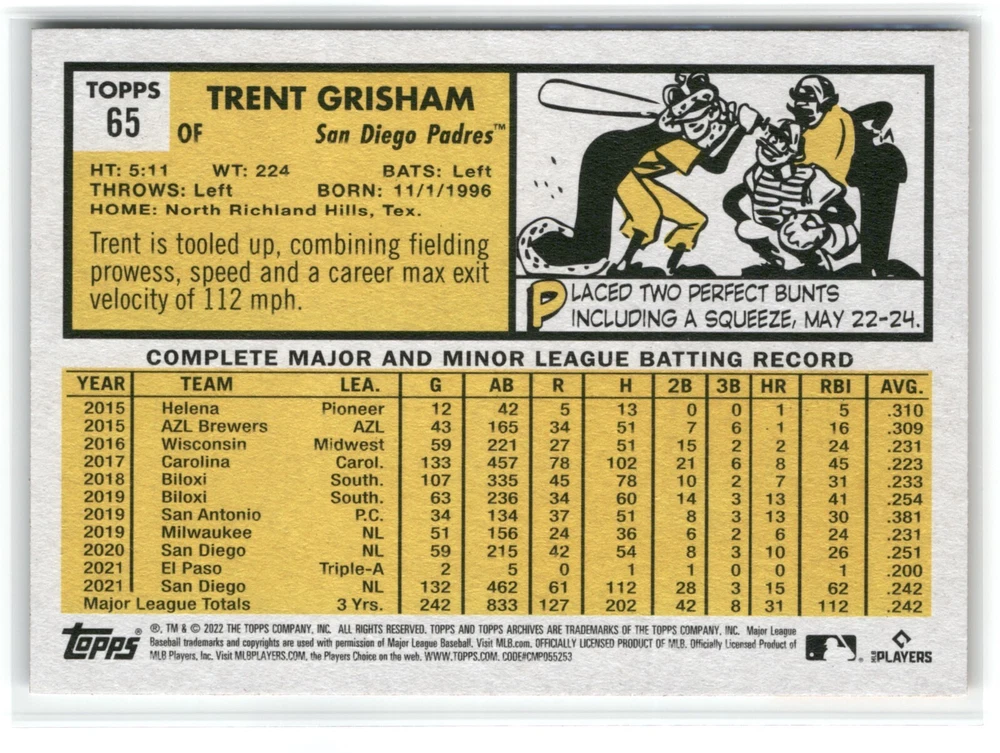 TOPPS
65
TRENT GRISHAM
OF San Diego Padres™
HT: 5:11 WT: 224 BATS: Left
THROWS: Left BORN: 11/1/1996
HOME: North Richland Hills, Tex.
Trent is tooled up, combining fielding
prowess, speed and a career max exit
velocity of 112 mph.
PLACED TWO PERFECT BUNTS
INCLUDING A SQUEEZE, MAY 22-24.
COMPLETE MAJOR AND MINOR LEAGUE BATTING RECORD
YEAR TEAM LEA. G AB R H 2B 3B HR RBI AVG.
2015 Helena Pioneer 12 42 5 13 0 0 1 5 .310
2015 AZL Brewers AZL 43 165 34 51 7 6 1 16 .309
2016 Wisconsin Midwest 59 221 27 51 15 2 2 24 .231
2017 Carolina Carol. 133 457 78 102 21 6 8 45 .223
2018 Biloxi South. 107 335 45 78 10 2 7 31 .233
2019 Biloxi South. 63 236 34 60 14 3 13 41 .254
2019 San Antonio P.C. 34 134 37 51 8 3 13 30 .381
2019 Milwaukee NL 51 156 24 36 6 2 6 24 .231
2020 San Diego NL 59 215 42 54 8 3 10 26 .251
2021 El Paso Triple-A 2 5 0 1 1 0 0 1 .200
2021 San Diego NL 132 462 61 112 28 3 15 62 .242
Major League Totals 3 Yrs. 242 833 127 202 42 8 31 112 .242
Topps® ®, TM & © 2022 THE TOPPS COMPANY, INC. ALL RIGHTS RESERVED. TOPPS AND TOPPS ARCHIVES ARE TRADEMARKS OF THE TOPPS COMPANY, INC. Major League
Baseball trademarks and copyrights are used with permission of Major League Baseball. Visit MLB.com. OFFICIALLY LICENSED PRODUCT OF MLB. Officially Licensed Product of
MLB Players, Inc. Visit MLBPLAYERS.COM, the Players Choice on the web. WWW.TOPPS.COM. CODE#CMP055253
MLB PLAYERS